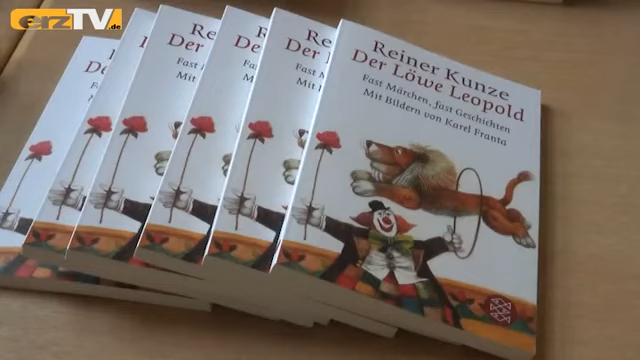 erzTV.de
Reiner Kunze
Der Löwe Leopold
Fast Märchen, fast Geschichten
Mit Bildern von Karel Franta